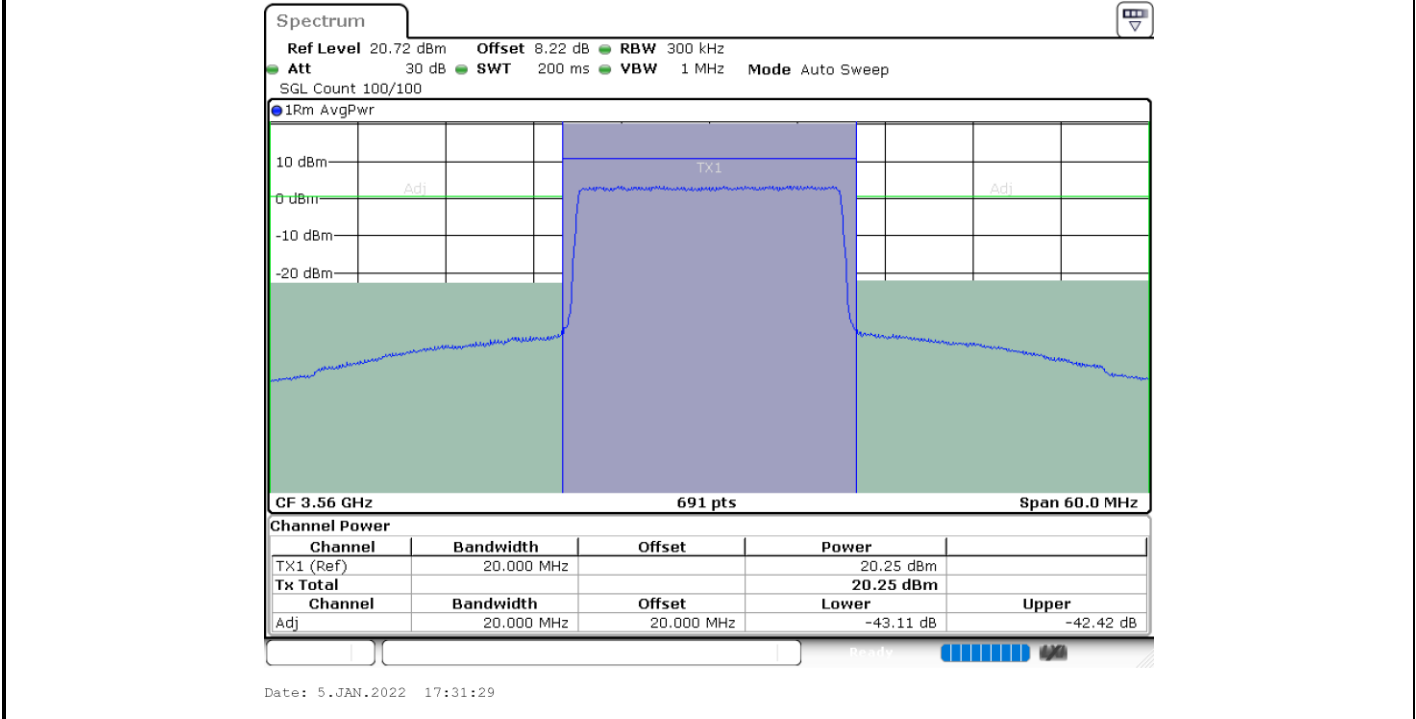 Spectrum
Ref Level 20.72 dBm Offset 8.22 dB RBW 300 kHz
Att 30 dB SWT 200 ms VBW 1 MHz Mode Auto Sweep
SGL Count 100/100
1Rm AvgPwr
10 dBm
TX1
Adj Adj
0 dBm
-10 dBm
-20 dBm
CF 3.56 GHz 691 pts Span 60.0 MHz
Channel Power
Channel Bandwidth Offset Power
TX1 (Ref) 20.000 MHz 20.25 dBm
Tx Total 20.25 dBm
Channel Bandwidth Offset Lower Upper
Adj 20.000 MHz 20.000 MHz -43.11 dB -42.42 dB
Ready
Date: 5.JAN.2022 17:31:29